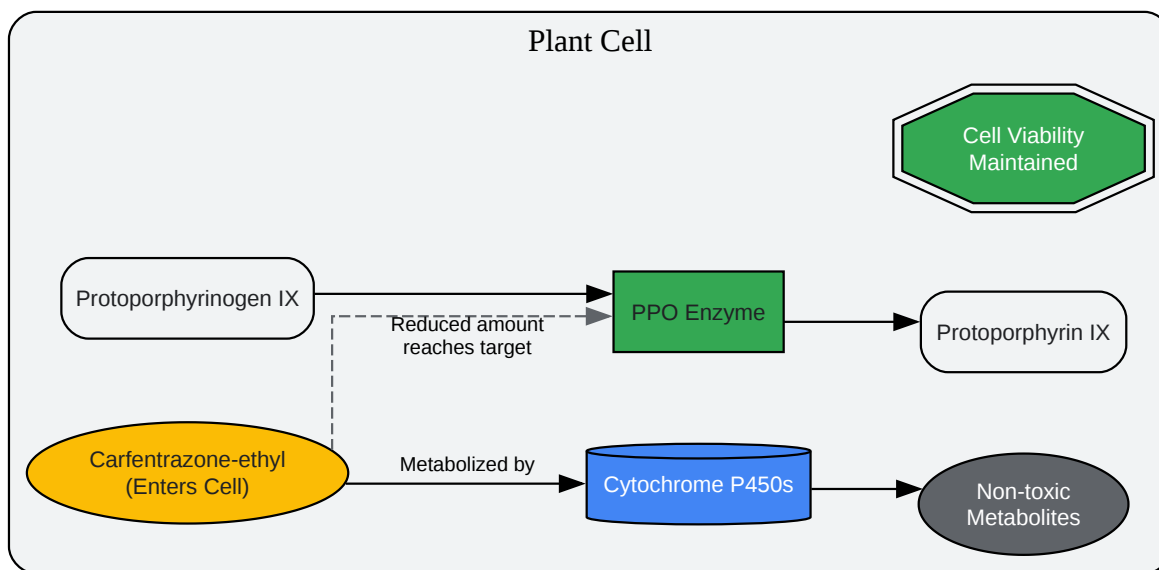 Plant Cell
Cell Viability
Maintained
Protoporphyrinogen IX
PPO Enzyme
Protoporphyrin IX
Reduced amount
reaches target
Carfentrazone-ethyl
(Enters Cell)
Metabolized by
Cytochrome P450s
Non-toxic
Metabolites